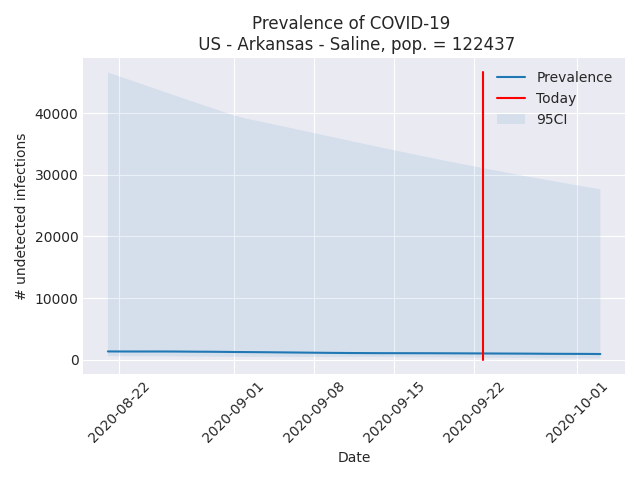 Prevalence of COVID-19
US - Arkansas - Saline, pop. = 122437
Prevalence
Today
95CI
# undetected infections
40000
30000
20000
10000
0
2020-08-22
2020-09-01
2020-09-08
2020-09-15
2020-09-22
2020-10-01
Date